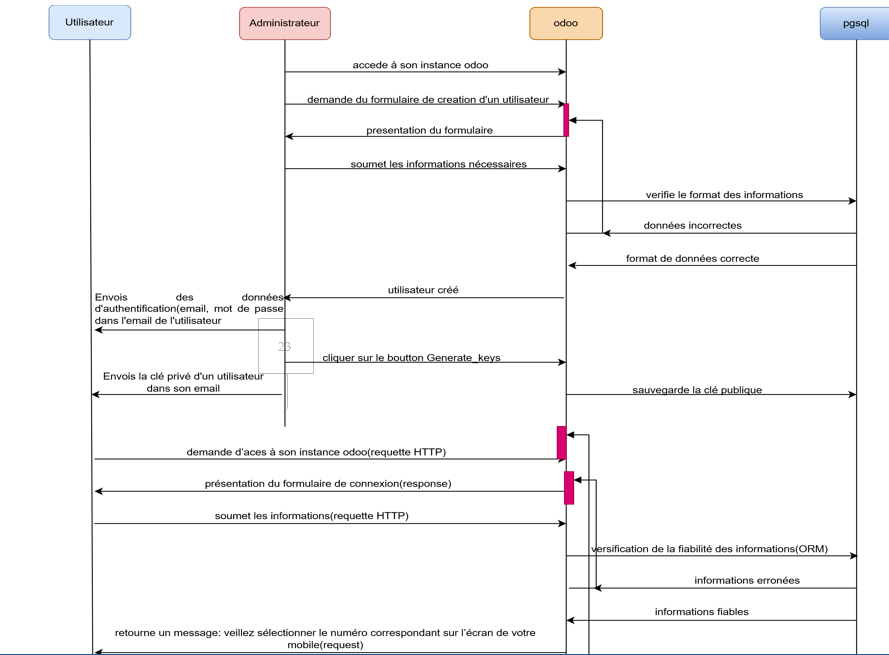 Utilisateur
Administrateur
odoo
pgsql
accede à son instance odoo
demande du formulaire de creation d'un utilisateur
presentation du formulaire
soumet les informations nécessaires
verifie le format des informations
données incorrectes
format de données correcte
utilisateur créé
Envois des données
d'authentification(email, mot de passe
dans l'email de l'utilisateur
23
cliquer sur le boutton Generate_keys
Envois la clé privé d'un utilisateur
dans son email
sauvegarde la clé publique
demande d'aces à son instance odoo(requette HTTP)
présentation du formulaire de connexion(response)
soumet les informations(requette HTTP)
versification de la fiabilité des informations(ORM)
informations erronées
informations fiables
retourne un message: veillez sélectionner le numéro correspondant sur l'écran de votre
mobile(request)